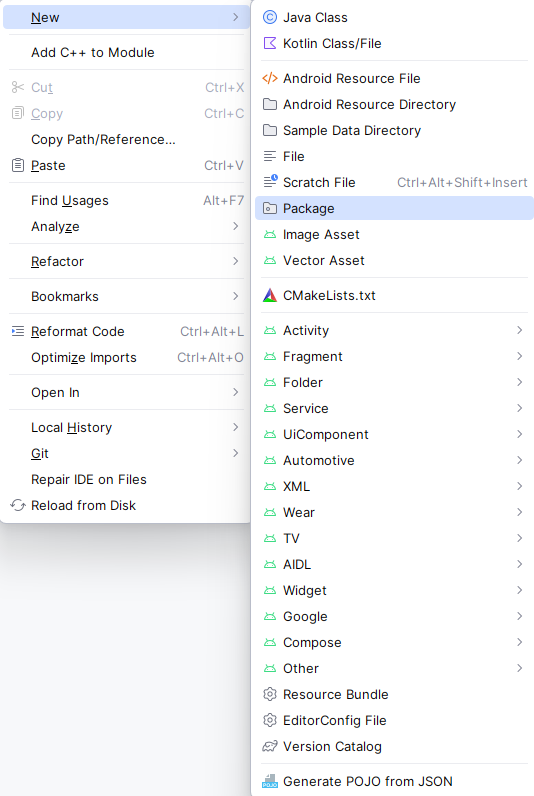 New
Add C++ to Module
Cut Ctrl+X
Copy Ctrl+C
Copy Path/Reference...
Paste Ctrl+V
Find Usages Alt+F7
Analyze
Refactor
Bookmarks
Reformat Code Ctrl+Alt+L
Optimize Imports Ctrl+Alt+O
Open In
Local History
Git
Repair IDE on Files
Reload from Disk
Java Class
Kotlin Class/File
Android Resource File
Android Resource Directory
Sample Data Directory
File
Scratch File Ctrl+Alt+Shift+Insert
Package
Image Asset
Vector Asset
CMakeLists.txt
Activity
Fragment
Folder
Service
UiComponent
Automotive
XML
Wear
TV
AIDL
Widget
Google
Compose
Other
Resource Bundle
EditorConfig File
Version Catalog
Generate POJO from JSON